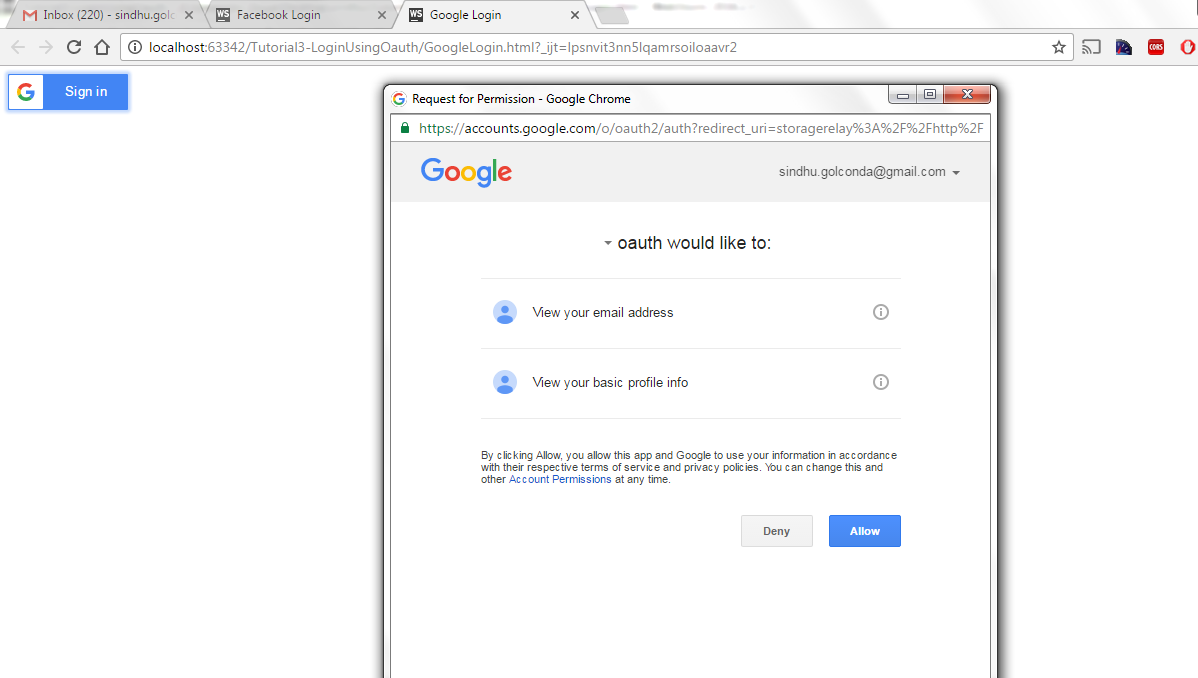 Inbox (220) - sindhu.golc
WS Facebook Login
WS Google Login
localhost:63342/Tutorial3-LoginUsingOauth/GoogleLogin.html?_ijt=lpsnvit3nn5lqamrsoiloaavr2
CORS
G Sign in
G Request for Permission - Google Chrome
https://accounts.google.com/o/oauth2/auth?redirect_uri=storagerelay%3A%2F%2Fhttp%2F
Google
sindhu.golconda@gmail.com
oauth would like to:
View your email address
View your basic profile info
By clicking Allow, you allow this app and Google to use your information in accordance
with their respective terms of service and privacy policies. You can change this and
other Account Permissions at any time.
Deny
Allow